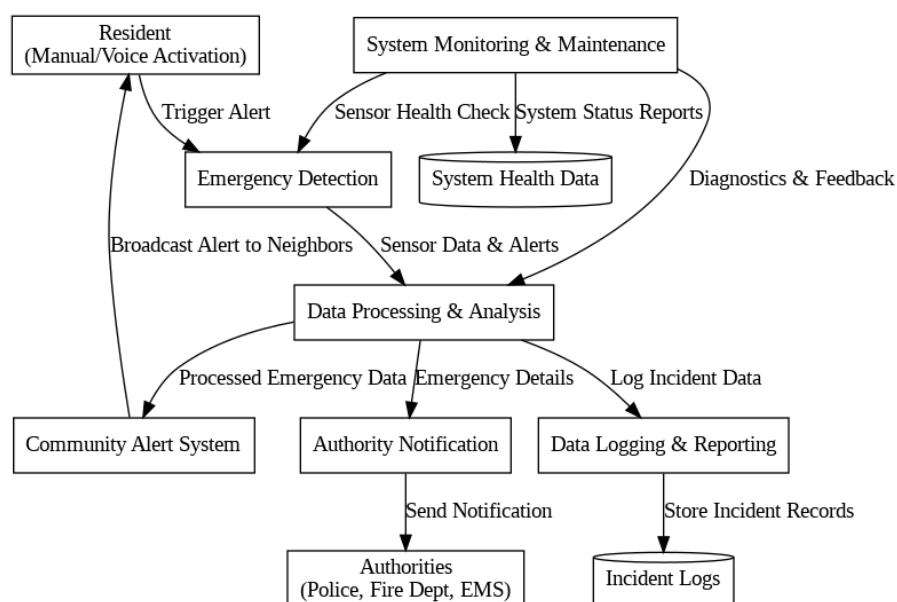 Resident
(Manual/Voice Activation)
System Monitoring & Maintenance
Trigger Alert
Sensor Health Check
System Status Reports
Emergency Detection
System Health Data
Diagnostics & Feedback
Broadcast Alert to Neighbors
Sensor Data & Alerts
Data Processing & Analysis
Processed Emergency Data
Emergency Details
Log Incident Data
Community Alert System
Authority Notification
Data Logging & Reporting
Send Notification
Store Incident Records
Authorities
(Police, Fire Dept, EMS)
Incident Logs